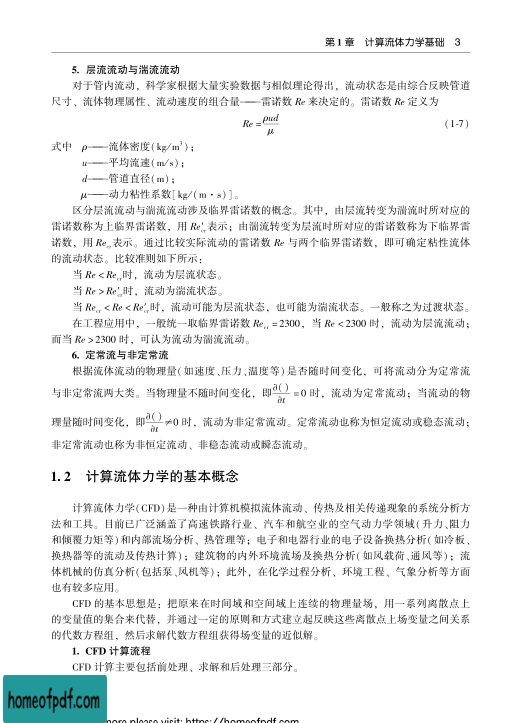 第 1 章　计算流体力学基础　3
5. 层流流动与湍流流动
对于管内流动，科学家根据大量实验数据与相似理论得出，流动状态是由综合反映管道
尺寸、流体物理属性、流动速度的组合量——雷诺数 Re 来决定的。雷诺数 Re 定义为
Re = ρud/μ　(1-7)
式中　ρ——流体密度(kg/m³)；
u——平均流速(m/s)；
d——管道直径(m)；
μ——动力粘性系数[kg/(m·s)]。
区分层流流动与湍流流动涉及临界雷诺数的概念。其中，由层流转变为湍流时所对应的
雷诺数称为上临界雷诺数，用 Re′cr表示；由湍流转变为层流时所对应的雷诺数称为下临界雷
诺数，用 Recr表示。通过比较实际流动的雷诺数 Re 与两个临界雷诺数，即可确定粘性流体
的流动状态。比较准则如下所示：
当 Re < Recr时，流动为层流状态。
当 Re > Re′cr时，流动为湍流状态。
当 Recr < Re < Re′cr时，流动可能为层流状态，也可能为湍流状态。一般称之为过渡状态。
在工程应用中，一般统一取临界雷诺数 Recr = 2300，当 Re < 2300 时，流动为层流流动；
而当 Re > 2300 时，可认为流动为湍流流动。
6. 定常流与非定常流
根据流体流动的物理量(如速度、压力、温度等)是否随时间变化，可将流动分为定常流
与非定常流两大类。当物理量不随时间变化，即∂( )/∂t = 0 时，流动为定常流动；当流动的物
理量随时间变化，即∂( )/∂t ≠ 0 时，流动为非定常流动。定常流动也称为恒定流动或稳态流动；
非定常流动也称为非恒定流动、非稳态流动或瞬态流动。
1. 2　计算流体力学的基本概念
计算流体力学(CFD)是一种由计算机模拟流体流动、传热及相关传递现象的系统分析方
法和工具。目前已广泛涵盖了高速铁路行业、汽车和航空业的空气动力学领域(升力、阻力
和倾覆力矩等)和内部流场分析、热管理等；电子和电器行业的电子设备换热分析(如冷板、
换热器等的流动及传热计算)；建筑物的内外环境流场及换热分析(如风载荷、通风等)；流
体机械的仿真分析(包括泵、风机等)；此外，在化学过程分析、环境工程、气象分析等方面
也有较多应用。
CFD 的基本思想是：把原来在时间域和空间域上连续的物理量场，用一系列离散点上
的变量值的集合来代替，并通过一定的原则和方式建立起反映这些离散点上场变量之间关系
的代数方程组，然后求解代数方程组获得场变量的近似解。
1. CFD 计算流程
CFD 计算主要包括前处理、求解和后处理三部分。
homeofpdf.com
more please visit: https://homeofpdf.com